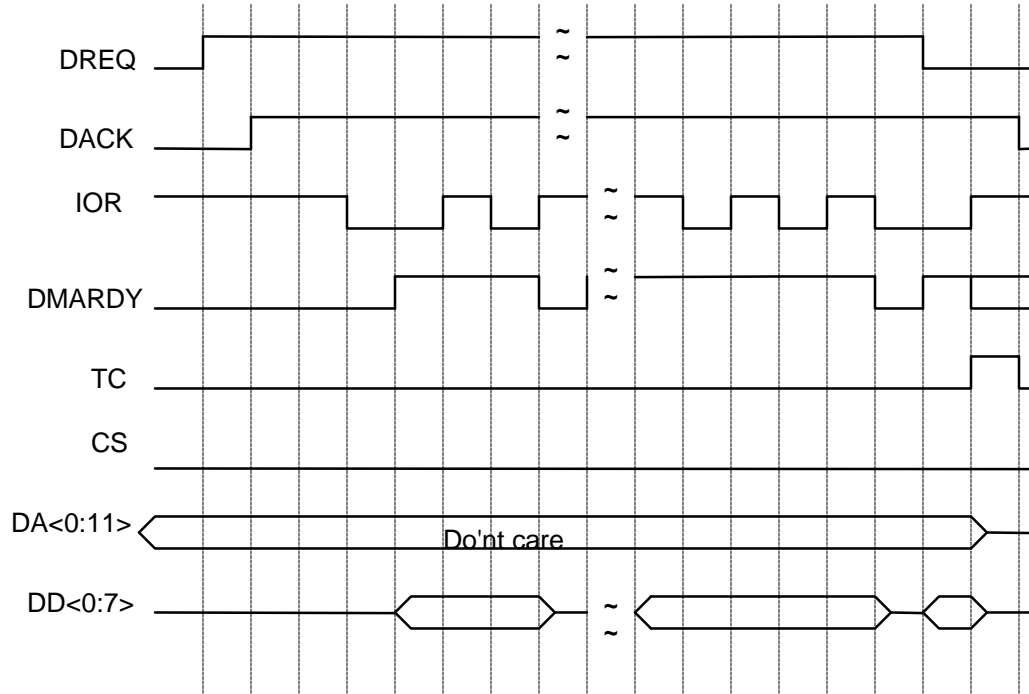 DREQ
~
~
DACK
~
~
IOR
~
~
DMARDY
~
~
TC
CS
DA<0:11>
Do'nt care
DD<0:7>
~
~